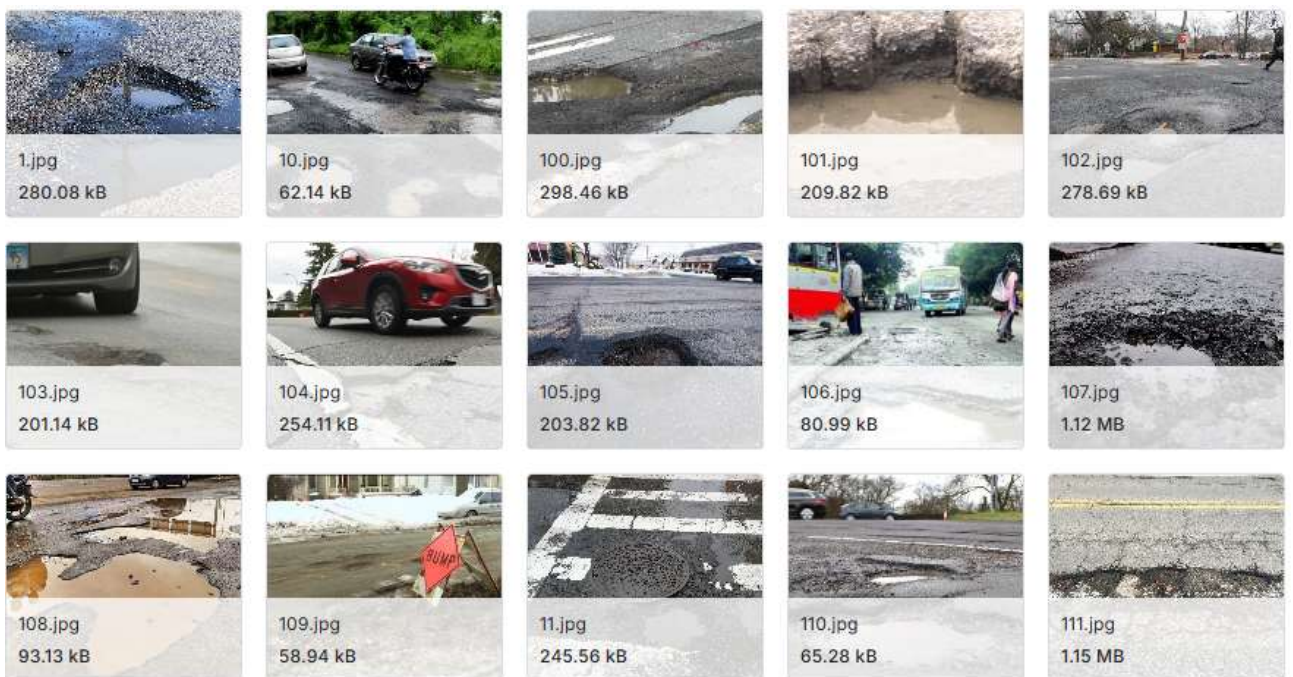 1.jpg
280.08 kB
10.jpg
62.14 kB
100.jpg
298.46 kB
101.jpg
209.82 kB
102.jpg
278.69 kB
103.jpg
201.14 kB
104.jpg
254.11 kB
105.jpg
203.82 kB
106.jpg
80.99 kB
107.jpg
1.12 MB
108.jpg
93.13 kB
109.jpg
58.94 kB
BUMP
11.jpg
245.56 kB
110.jpg
65.28 kB
111.jpg
1.15 MB